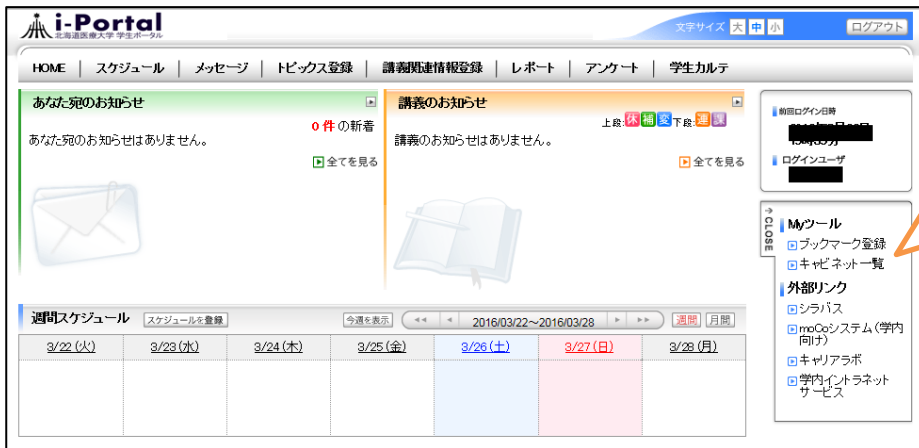 i-Portal
北海道医療大学 学生ポータル
文字サイズ 大 中 小
ログアウト
HOME | スケジュール | メッセージ | トピックス登録 | 講義関連情報登録 | レポート | アンケート | 学生カルテ
あなた宛のお知らせ
0 件 の新着
あなた宛のお知らせはありません。
全てを見る
講義のお知らせ
上段:休 補 変 下段:連 課
講義のお知らせはありません。
全てを見る
前回ログイン日時
ログインユーザ
CLOSE
Myツール
ブックマーク登録
キャビネット一覧
外部リンク
シラバス
moCoシステム(学内
向け)
キャリアラボ
学内イントラネット
サービス
週間スケジュール
スケジュールを登録
今週を表示
2016/03/22～2016/03/28
週間
月間
3/22 (火) 3/23 (水) 3/24 (木) 3/25 (金) 3/26 (土) 3/27 (日) 3/28 (月)